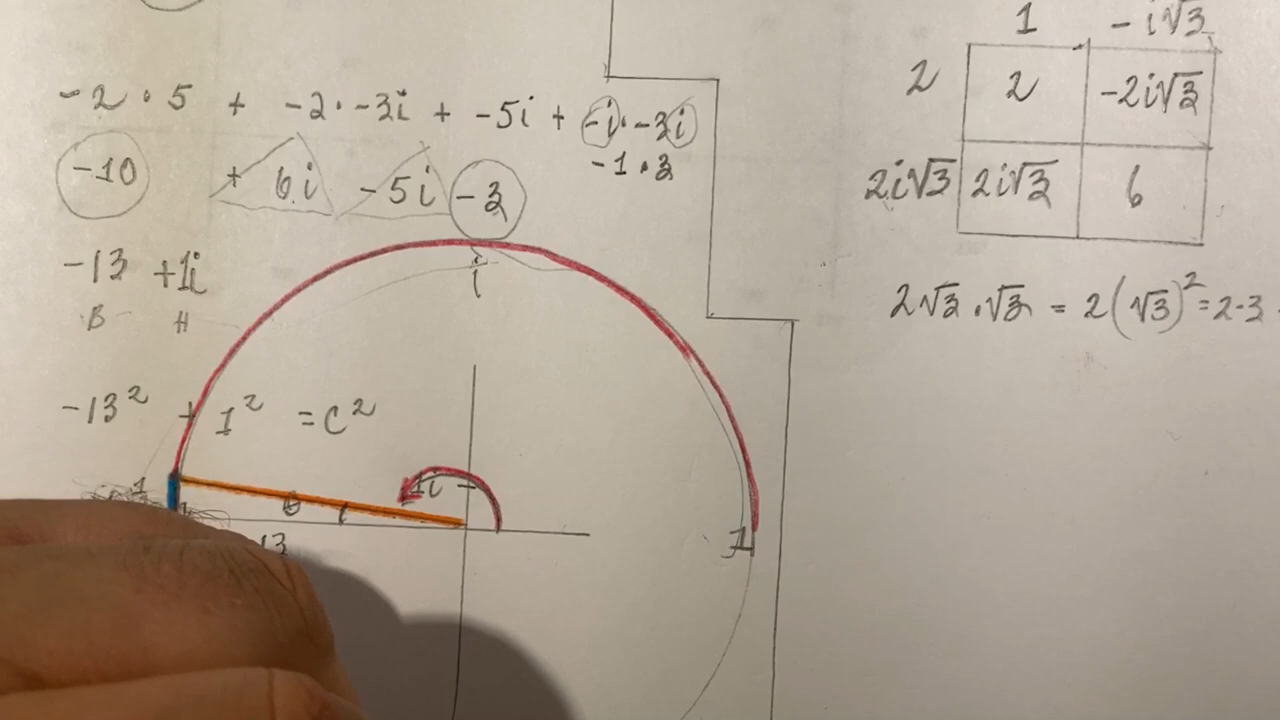 -2 · 5 + -2 · -3i + -5i + -i · -3i
-1 · 3
-10 + 6i - 5i -3
-13 + 1i
B H
-13² + 1² = C²
i
1i
1
13
1
1 -i√3
2 2 -2i√3
2i√3 2i√3 6
2√3 · √3 = 2(√3)² = 2·3